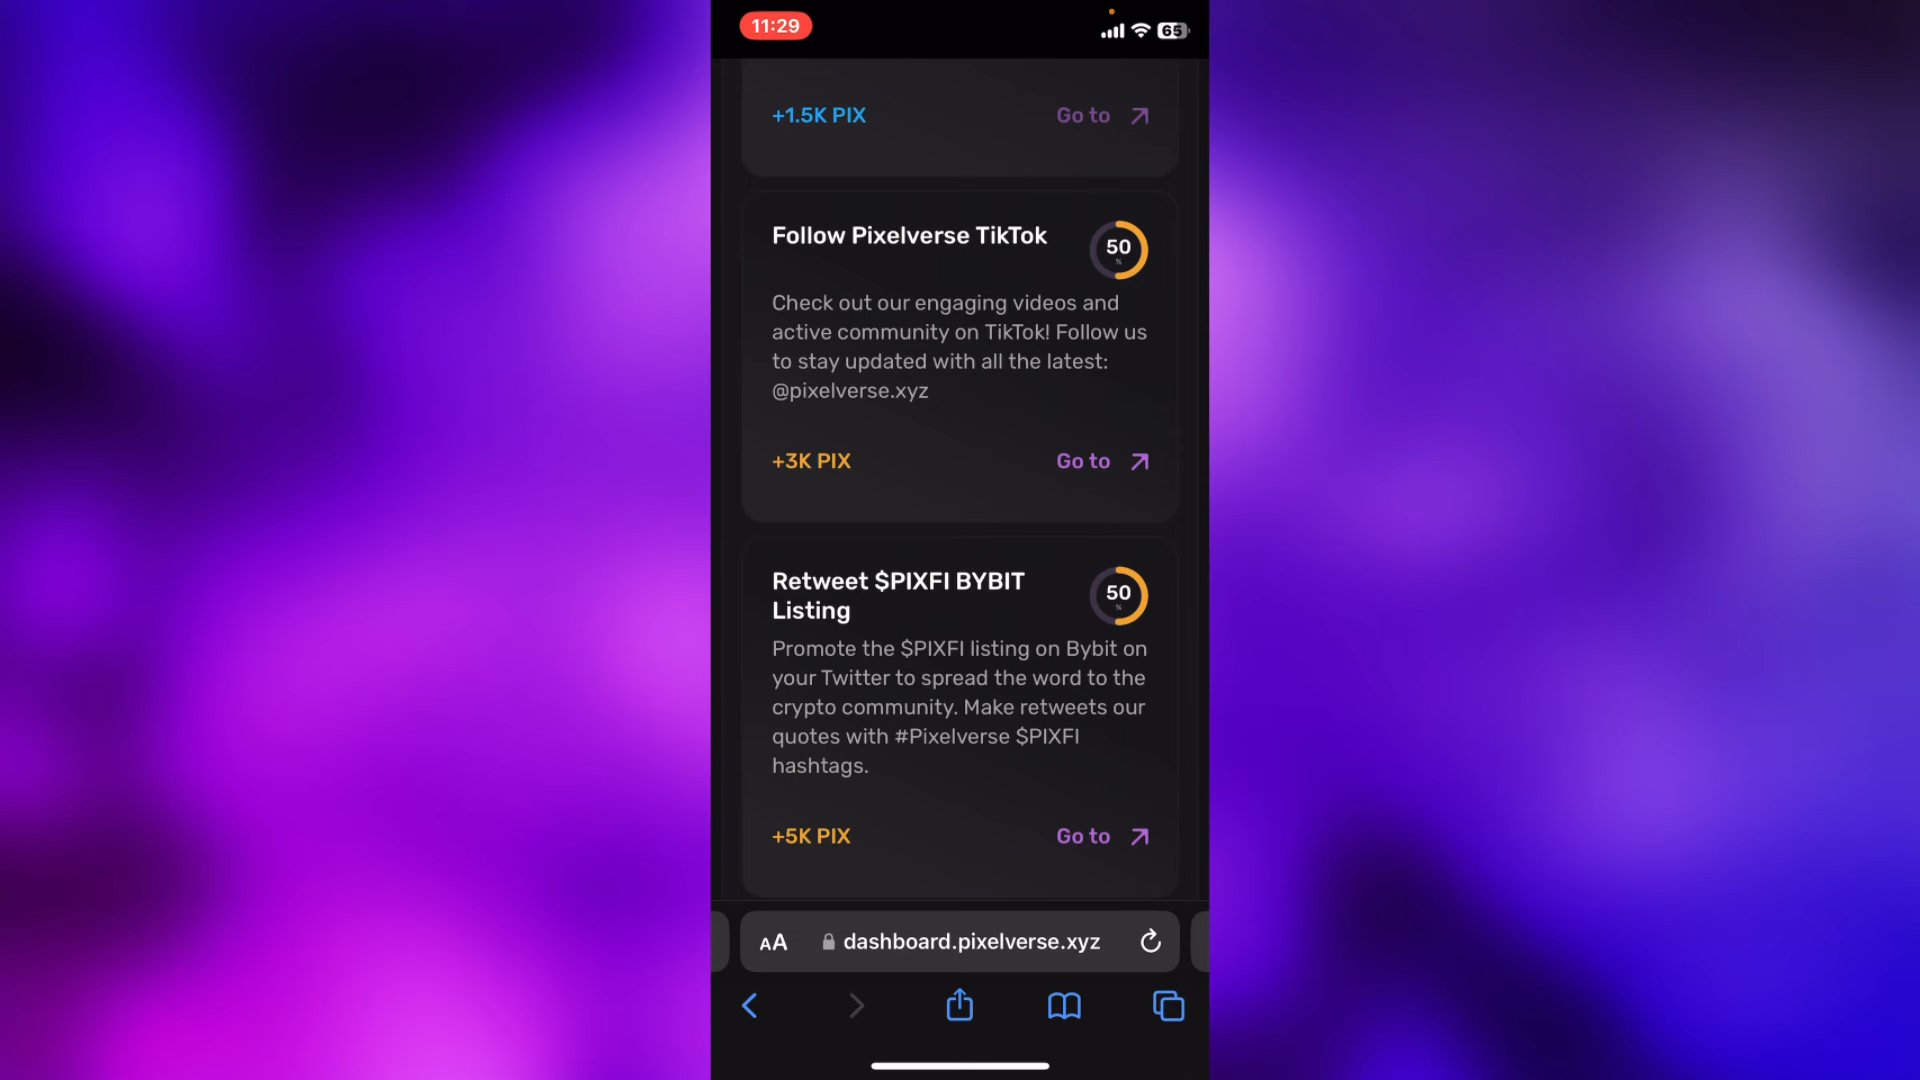 11:29
65
+1.5K PIX
Go to
Follow Pixelverse TikTok
50
%
Check out our engaging videos and
active community on TikTok! Follow us
to stay updated with all the latest:
@pixelverse.xyz
+3K PIX
Go to
Retweet $PIXFI BYBIT
Listing
50
%
Promote the $PIXFI listing on Bybit on
your Twitter to spread the word to the
crypto community. Make retweets our
quotes with #Pixelverse $PIXFI
hashtags.
+5K PIX
Go to
AA
dashboard.pixelverse.xyz